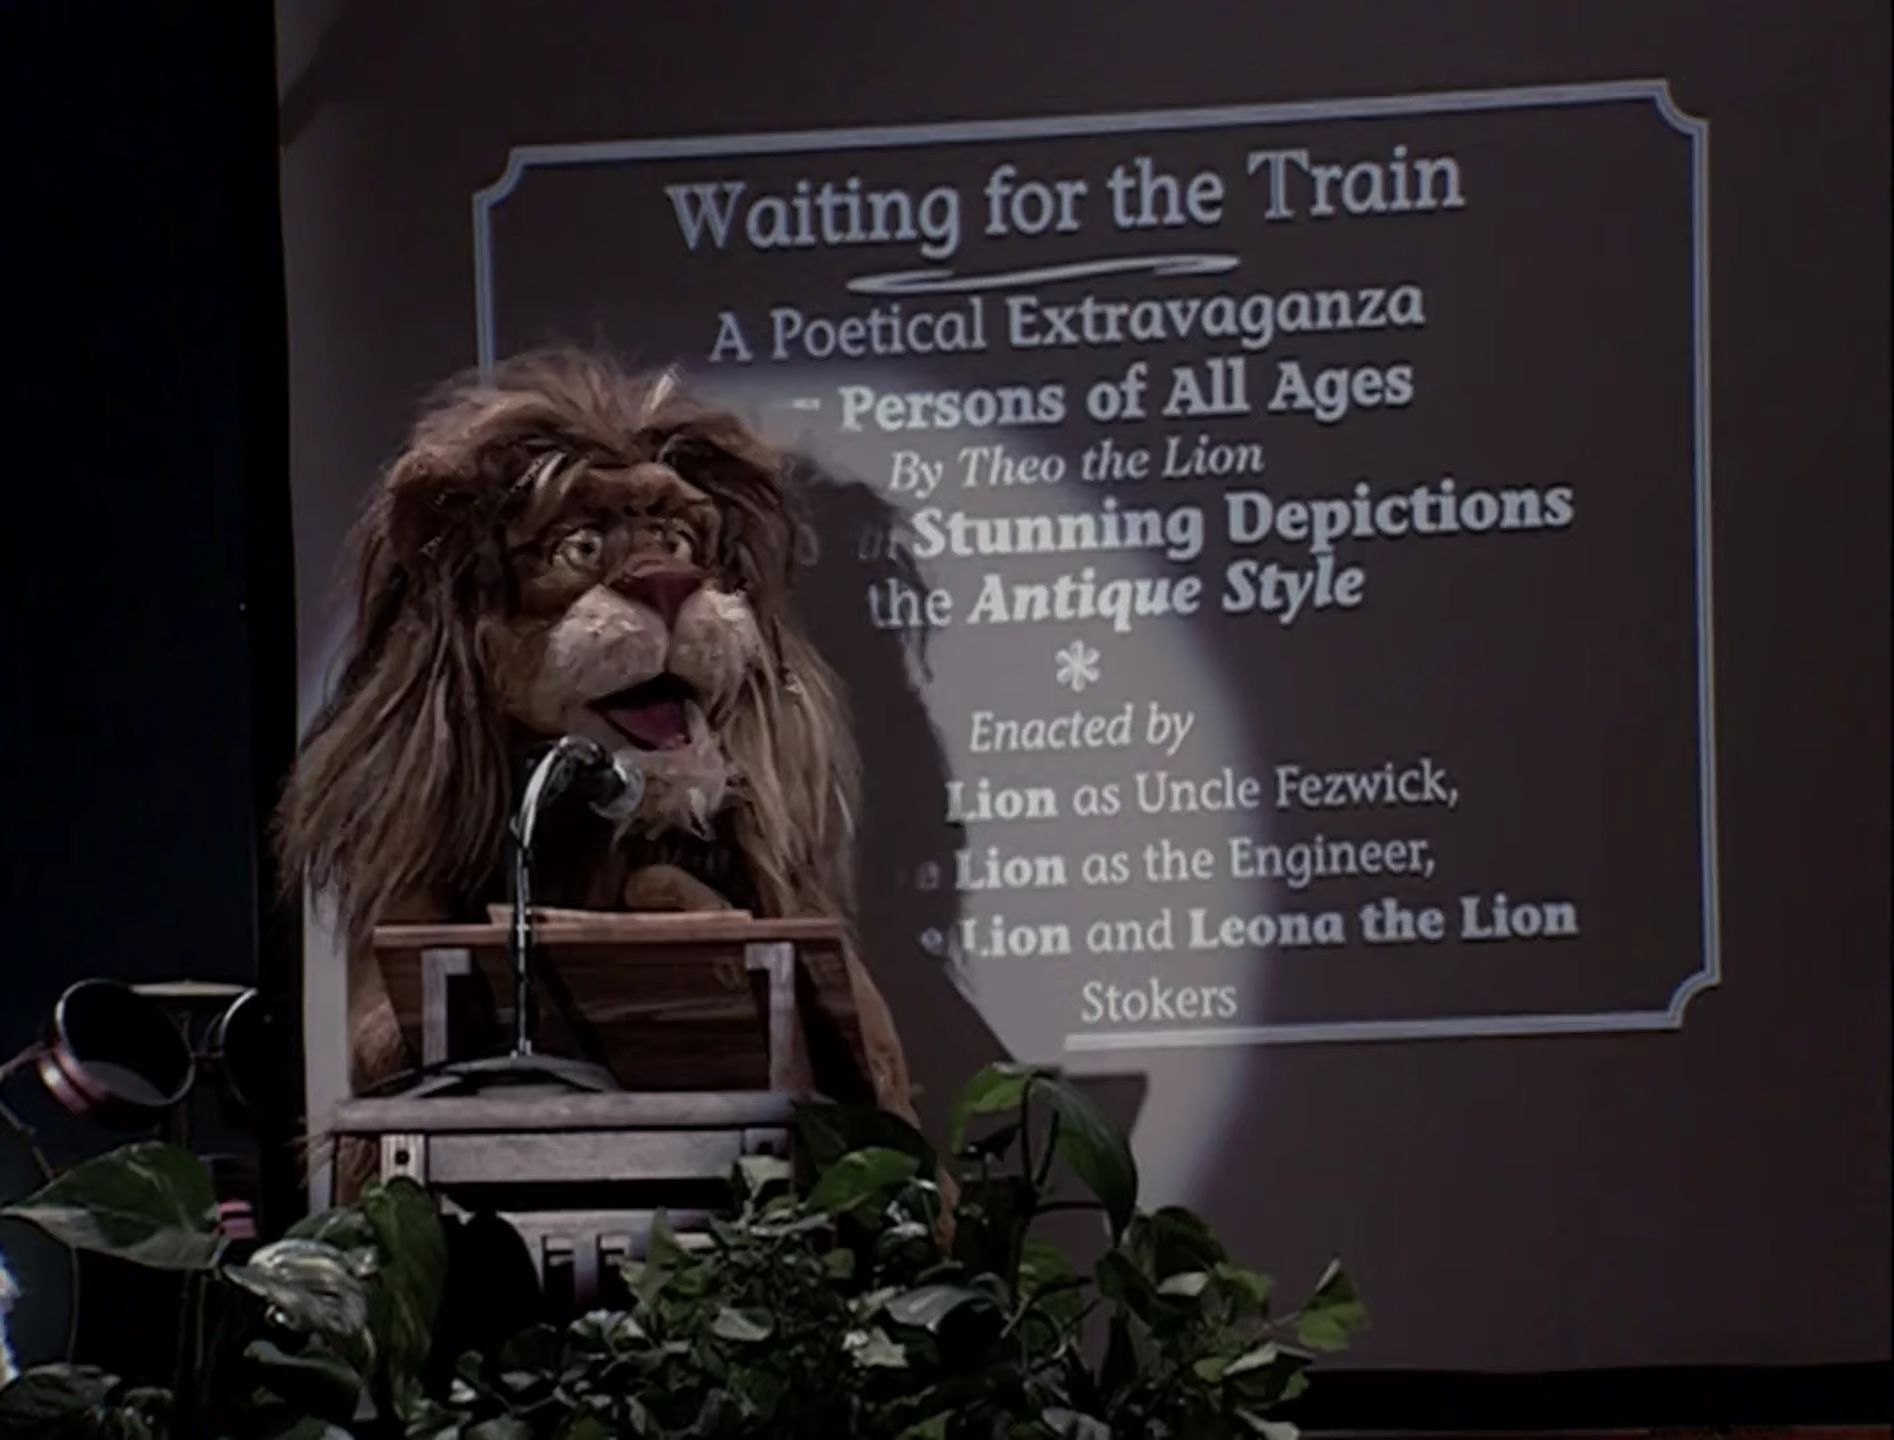 Waiting for the Train
A Poetical Extravaganza
Persons of All Ages
By Theo the Lion
Stunning Depictions
the Antique Style
Enacted by
Lion as Uncle Fezwick,
Lion as the Engineer,
Lion and Leona the Lion
Stokers